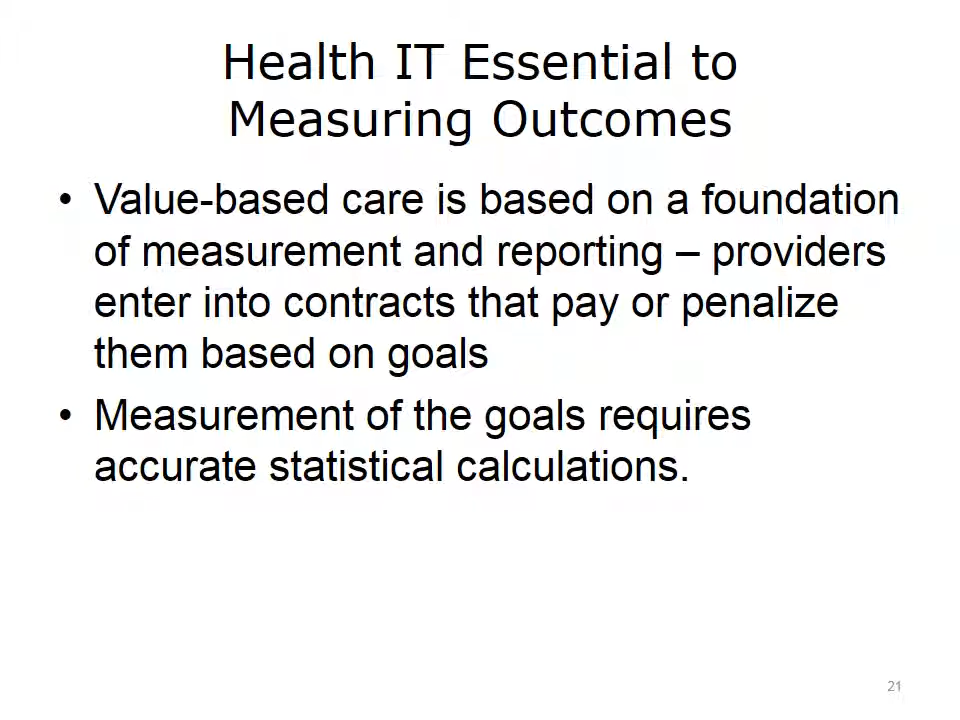 Health IT Essential to
Measuring Outcomes
• Value-based care is based on a foundation
of measurement and reporting – providers
enter into contracts that pay or penalize
them based on goals
• Measurement of the goals requires
accurate statistical calculations.
21